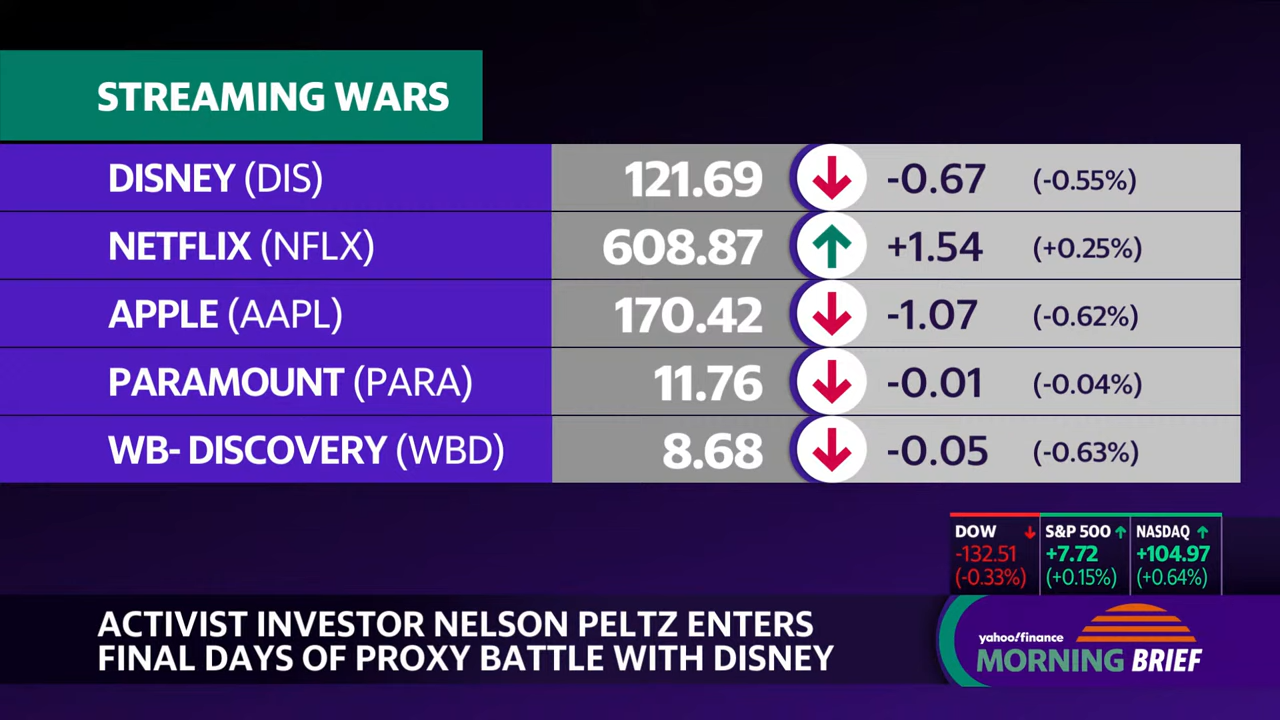 STREAMING WARS
DISNEY (DIS) 121.69 -0.67 (-0.55%)
NETFLIX (NFLX) 608.87 +1.54 (+0.25%)
APPLE (AAPL) 170.42 -1.07 (-0.62%)
PARAMOUNT (PARA) 11.76 -0.01 (-0.04%)
WB- DISCOVERY (WBD) 8.68 -0.05 (-0.63%)
DOW S&P 500 NASDAQ
-132.51 +7.72 +104.97
(-0.33%) (+0.15%) (+0.64%)
ACTIVIST INVESTOR NELSON PELTZ ENTERS
FINAL DAYS OF PROXY BATTLE WITH DISNEY
yahoo!finance
MORNING BRIEF